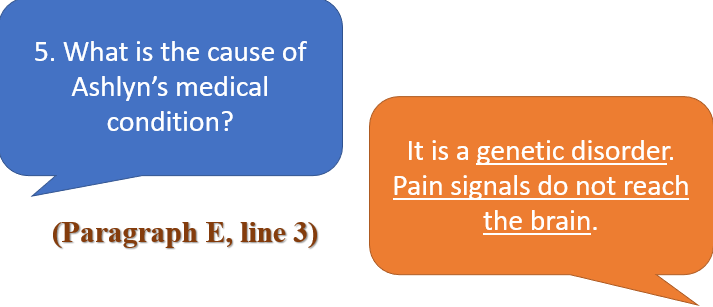 5. What is the cause of
Ashlyn’s medical
condition?
It is a genetic disorder.
Pain signals do not reach
the brain.
(Paragraph E, line 3)